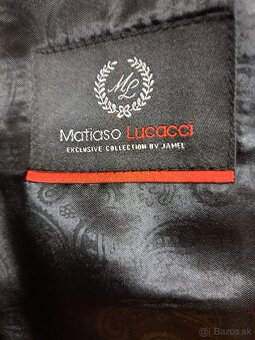 ML
Matiaso Lucacci
EXCLUSIVE COLLECTION BY JAMEL
Bazos.sk